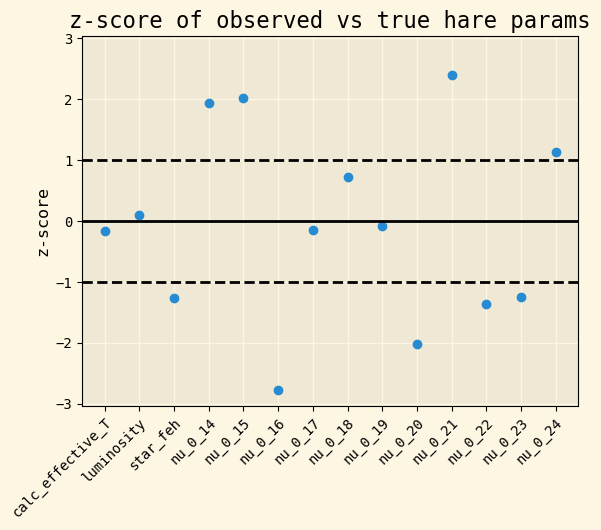 z-score of observed vs true hare params
z-score
3
2
1
0
−1
−2
−3
calc_effective_T
luminosity
star_feh
nu_0_14
nu_0_15
nu_0_16
nu_0_17
nu_0_18
nu_0_19
nu_0_20
nu_0_21
nu_0_22
nu_0_23
nu_0_24